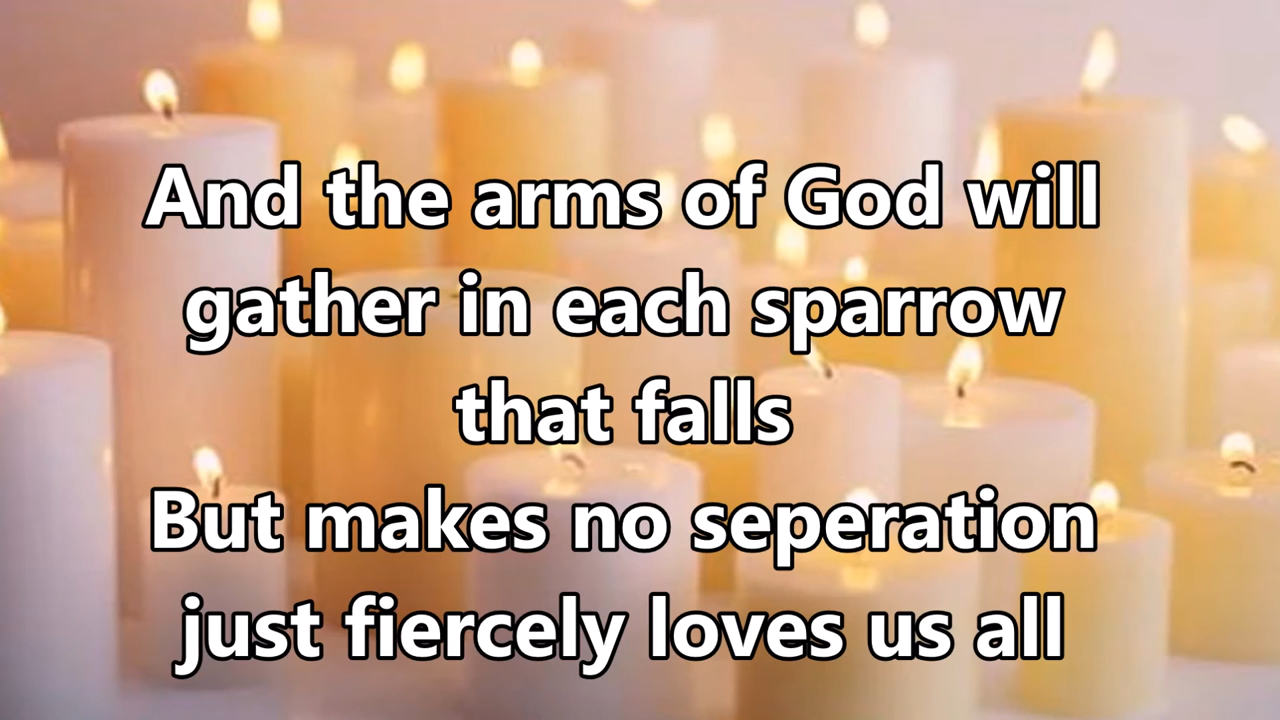 And the arms of God will
gather in each sparrow
that falls
But makes no seperation
just fiercely loves us all